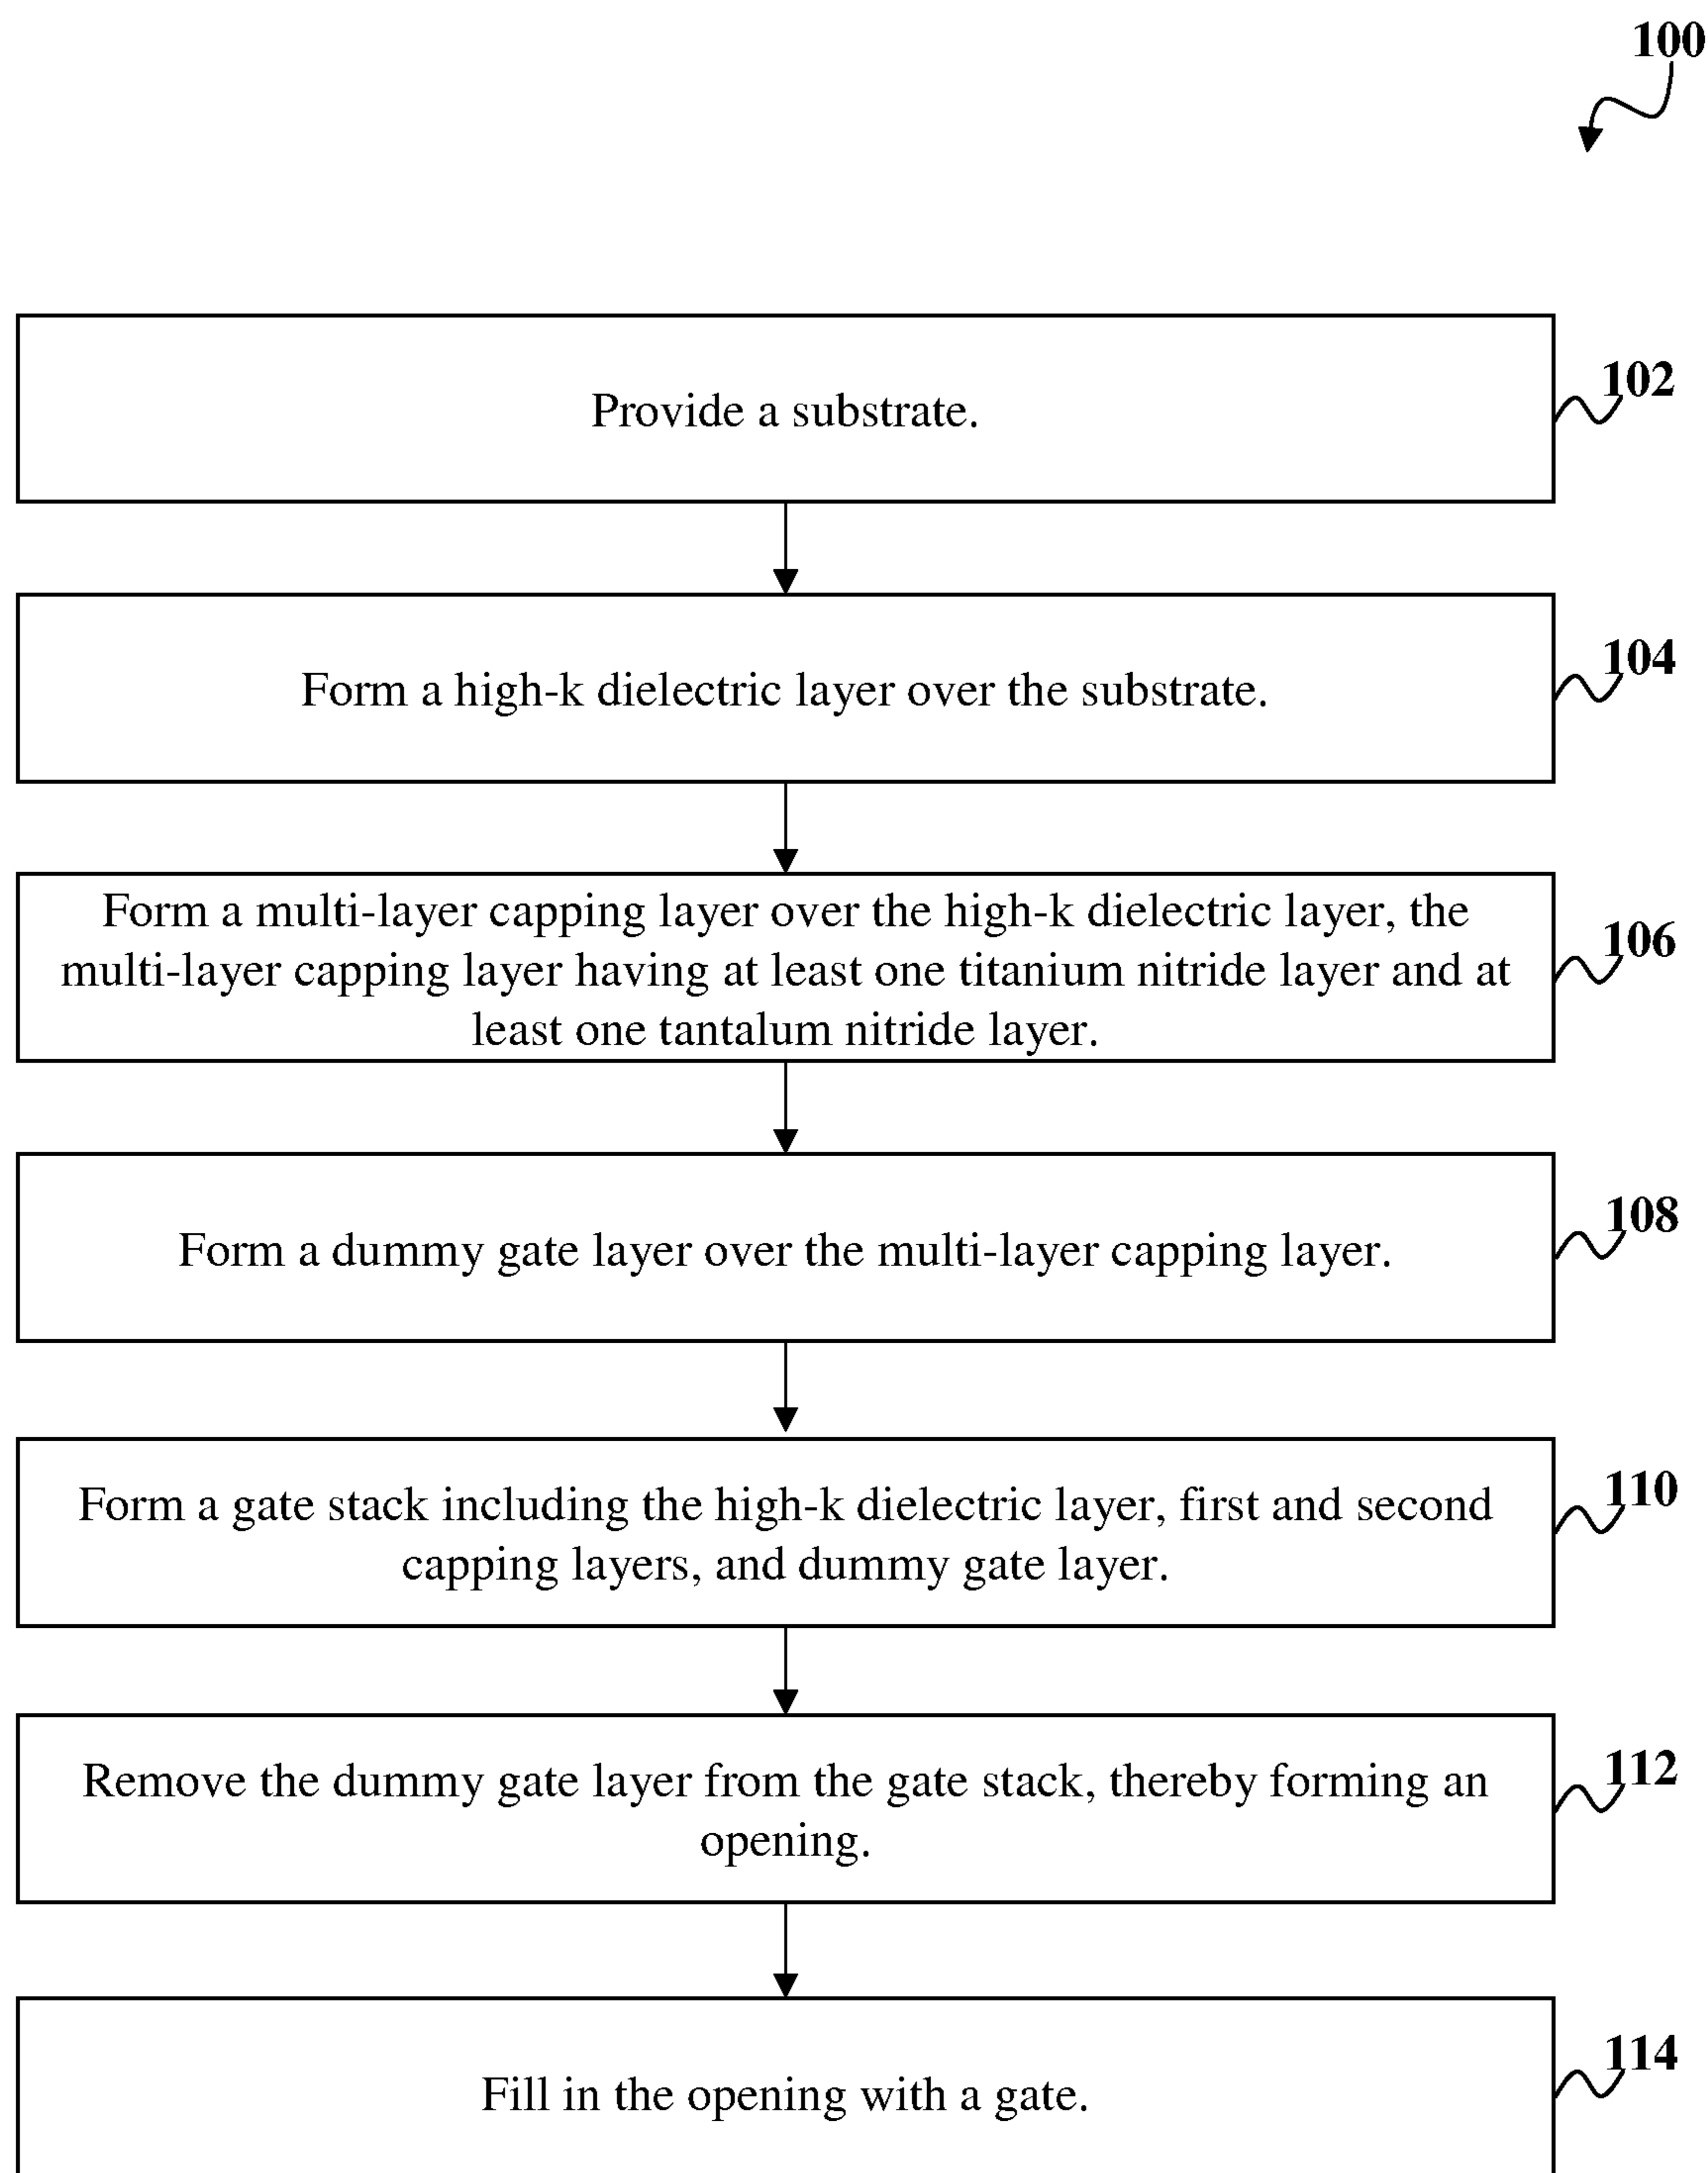 100
Provide a substrate.
102
Form a high-k dielectric layer over the substrate.
104
Form a multi-layer capping layer over the high-k dielectric layer, the
multi-layer capping layer having at least one titanium nitride layer and at
least one tantalum nitride layer.
106
Form a dummy gate layer over the multi-layer capping layer.
108
Form a gate stack including the high-k dielectric layer, first and second
capping layers, and dummy gate layer.
110
Remove the dummy gate layer from the gate stack, thereby forming an
opening.
112
Fill in the opening with a gate.
114